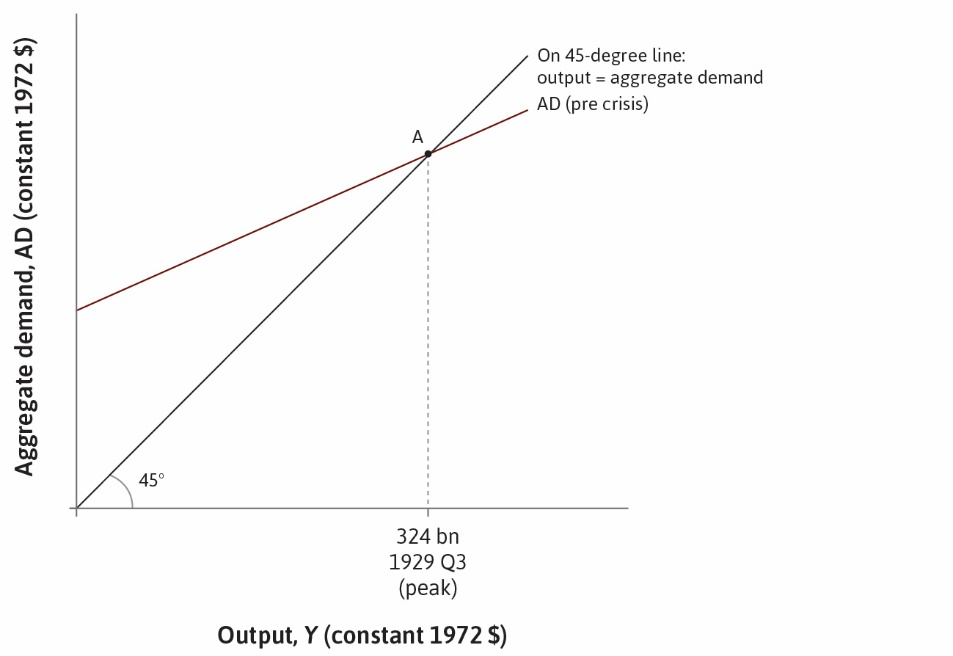 Aggregate demand, AD (constant 1972 $)
On 45-degree line:
output = aggregate demand
AD (pre crisis)
A
45°
324 bn
1929 Q3
(peak)
Output, Y (constant 1972 $)